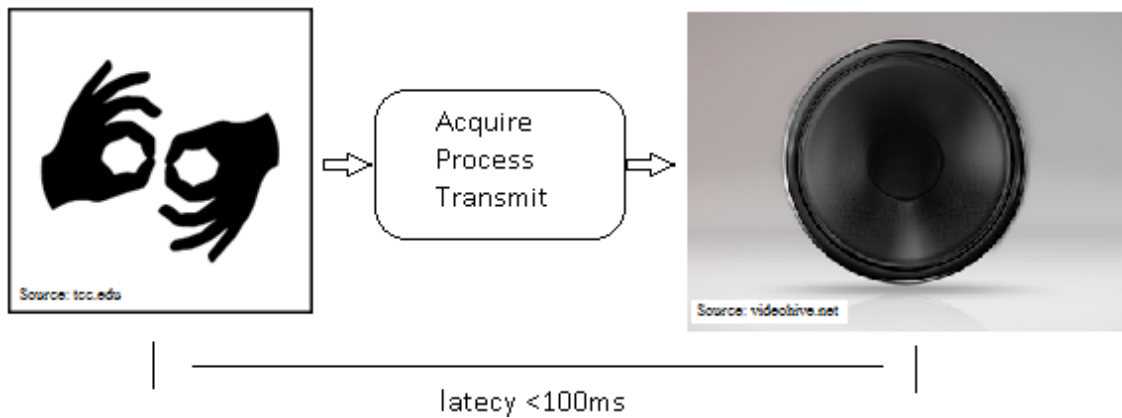 Acquire
Process
Transmit
Source: tcc.edu
Source: videohive.net
latecy <100ms